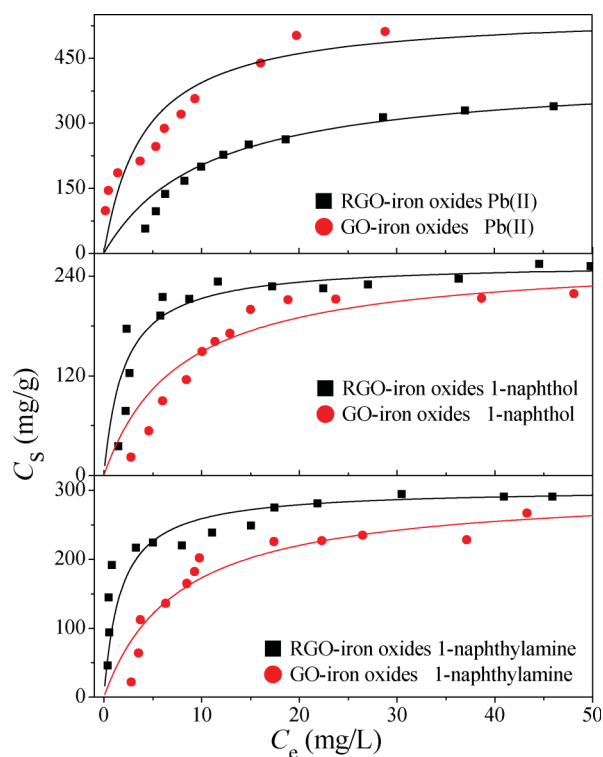 450
300
150
0
RGO-iron oxides Pb(II)
GO-iron oxides Pb(II)
240
120
0
RGO-iron oxides 1-naphthol
GO-iron oxides 1-naphthol
300
200
100
0
RGO-iron oxides 1-naphthylamine
GO-iron oxides 1-naphthylamine
0 10 20 30 40 50
Cs (mg/g)
Ce (mg/L)